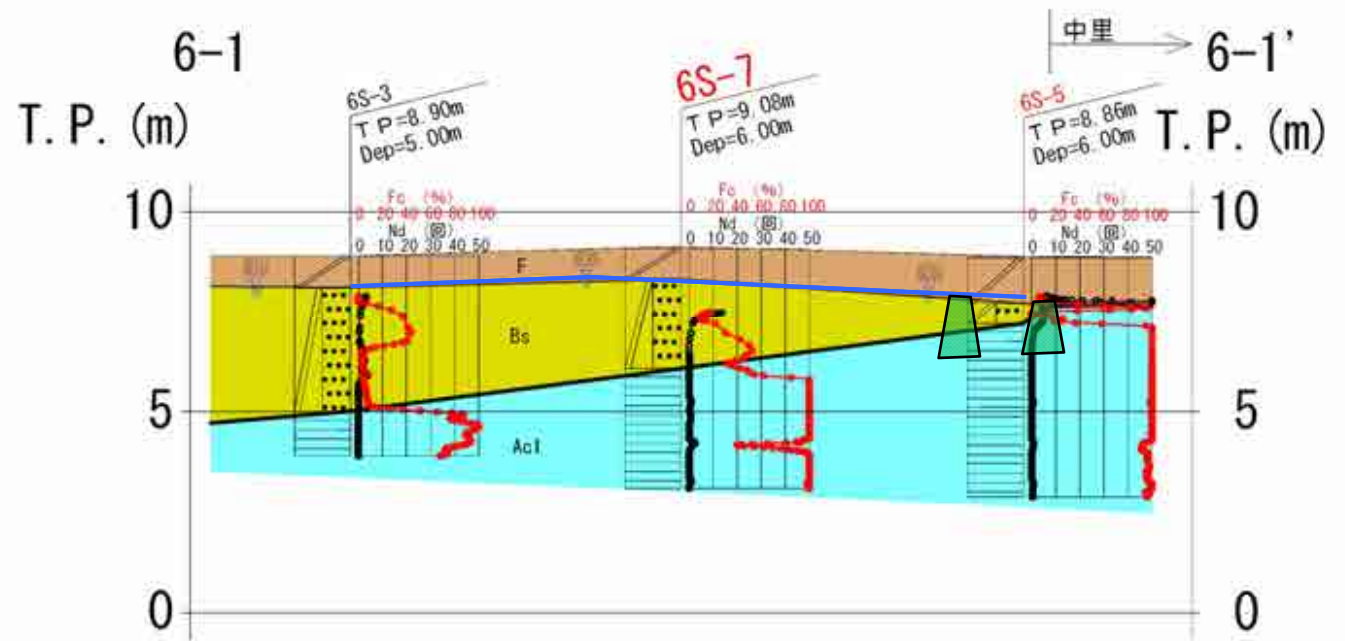 6-1
中里
6-1’
T.P.(m)
6S-3
T P=8.90m
Dep=5.00m
6S-7
T P=9.08m
Dep=6.00m
6S-5
T P=8.86m
Dep=6.00m
T.P.(m)
10
Fc (%)
0 20 40 60 80 100
Nd (回)
0 10 20 30 40 50
Fc (%)
0 20 40 60 80 100
Nd (回)
0 10 20 30 40 50
Fc (%)
0 20 40 60 80 100
Nd (回)
0 10 20 30 40 50
10
F
Bs
5
Ac1
5
0
0